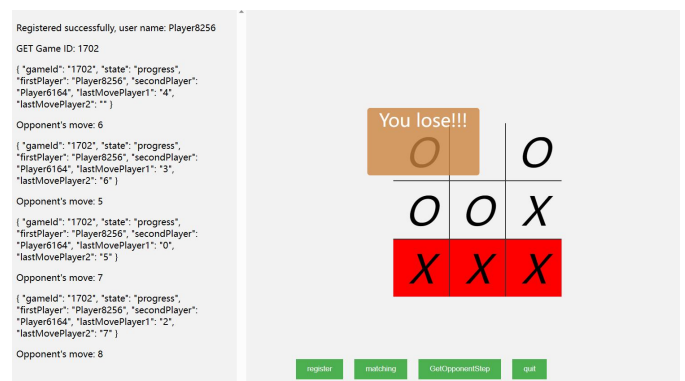 Registered successfully, user name: Player8256
GET Game ID: 1702
{ "gameId": "1702", "state": "progress",
"firstPlayer": "Player8256", "secondPlayer":
"Player6164", "lastMovePlayer1": "4",
"lastMovePlayer2": "" }
Opponent's move: 6
{ "gameId": "1702", "state": "progress",
"firstPlayer": "Player8256", "secondPlayer":
"Player6164", "lastMovePlayer1": "3",
"lastMovePlayer2": "6" }
Opponent's move: 5
{ "gameId": "1702", "state": "progress",
"firstPlayer": "Player8256", "secondPlayer":
"Player6164", "lastMovePlayer1": "0",
"lastMovePlayer2": "5" }
Opponent's move: 7
{ "gameId": "1702", "state": "progress",
"firstPlayer": "Player8256", "secondPlayer":
"Player6164", "lastMovePlayer1": "2",
"lastMovePlayer2": "7" }
Opponent's move: 8
You lose!!!
O O
O O X
X X X
register matching GetOpponentStep quit